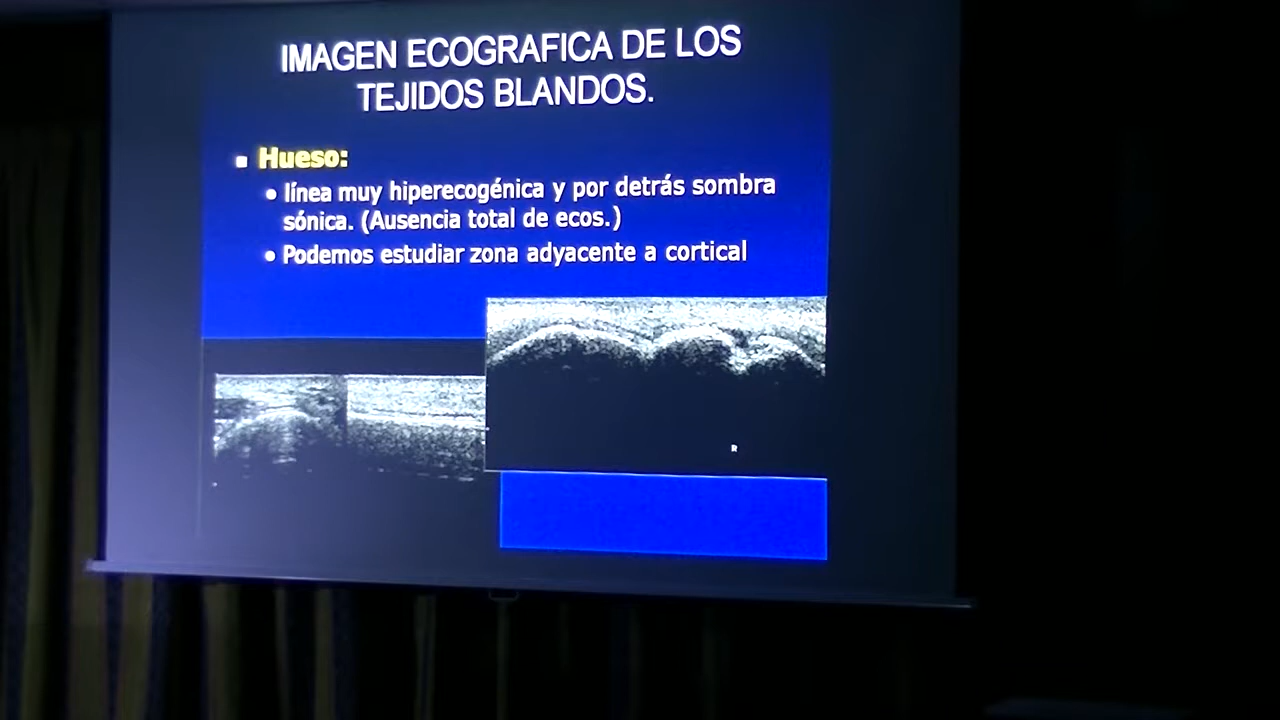 IMAGEN ECOGRAFICA DE LOS
TEJIDOS BLANDOS.
Hueso:
línea muy hiperecogénica y por detrás sombra
sónica. (Ausencia total de ecos.)
Podemos estudiar zona adyacente a cortical
R